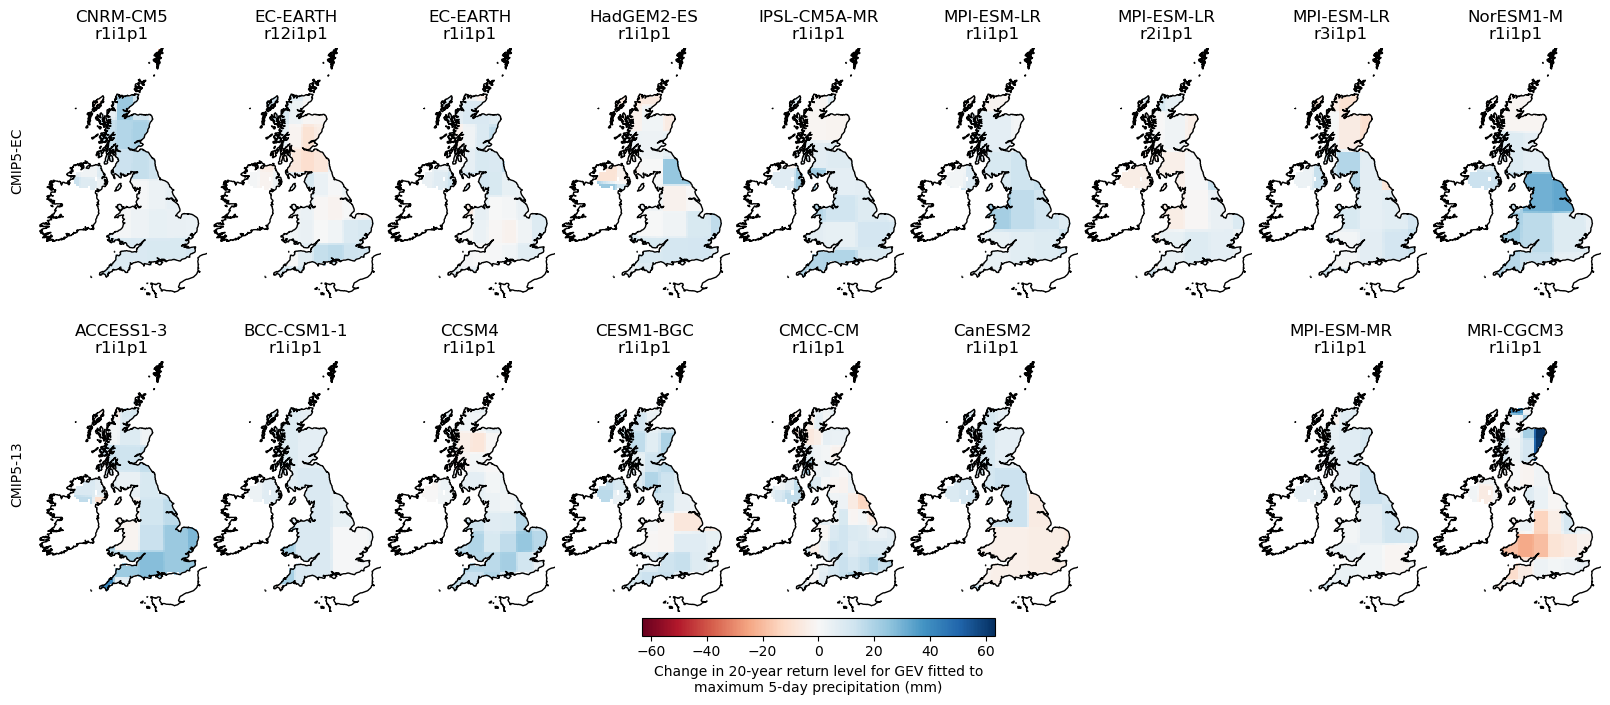 CNRM-CM5
r1i1p1
EC-EARTH
r12i1p1
EC-EARTH
r1i1p1
HadGEM2-ES
r1i1p1
IPSL-CM5A-MR
r1i1p1
MPI-ESM-LR
r1i1p1
MPI-ESM-LR
r2i1p1
MPI-ESM-LR
r3i1p1
NorESM1-M
r1i1p1
CMIP5-EC
ACCESS1-3
r1i1p1
BCC-CSM1-1
r1i1p1
CCSM4
r1i1p1
CESM1-BGC
r1i1p1
CMCC-CM
r1i1p1
CanESM2
r1i1p1
MPI-ESM-MR
r1i1p1
MRI-CGCM3
r1i1p1
CMIP5-13
−60 −40 −20 0 20 40 60
Change in 20-year return level for GEV fitted to
maximum 5-day precipitation (mm)